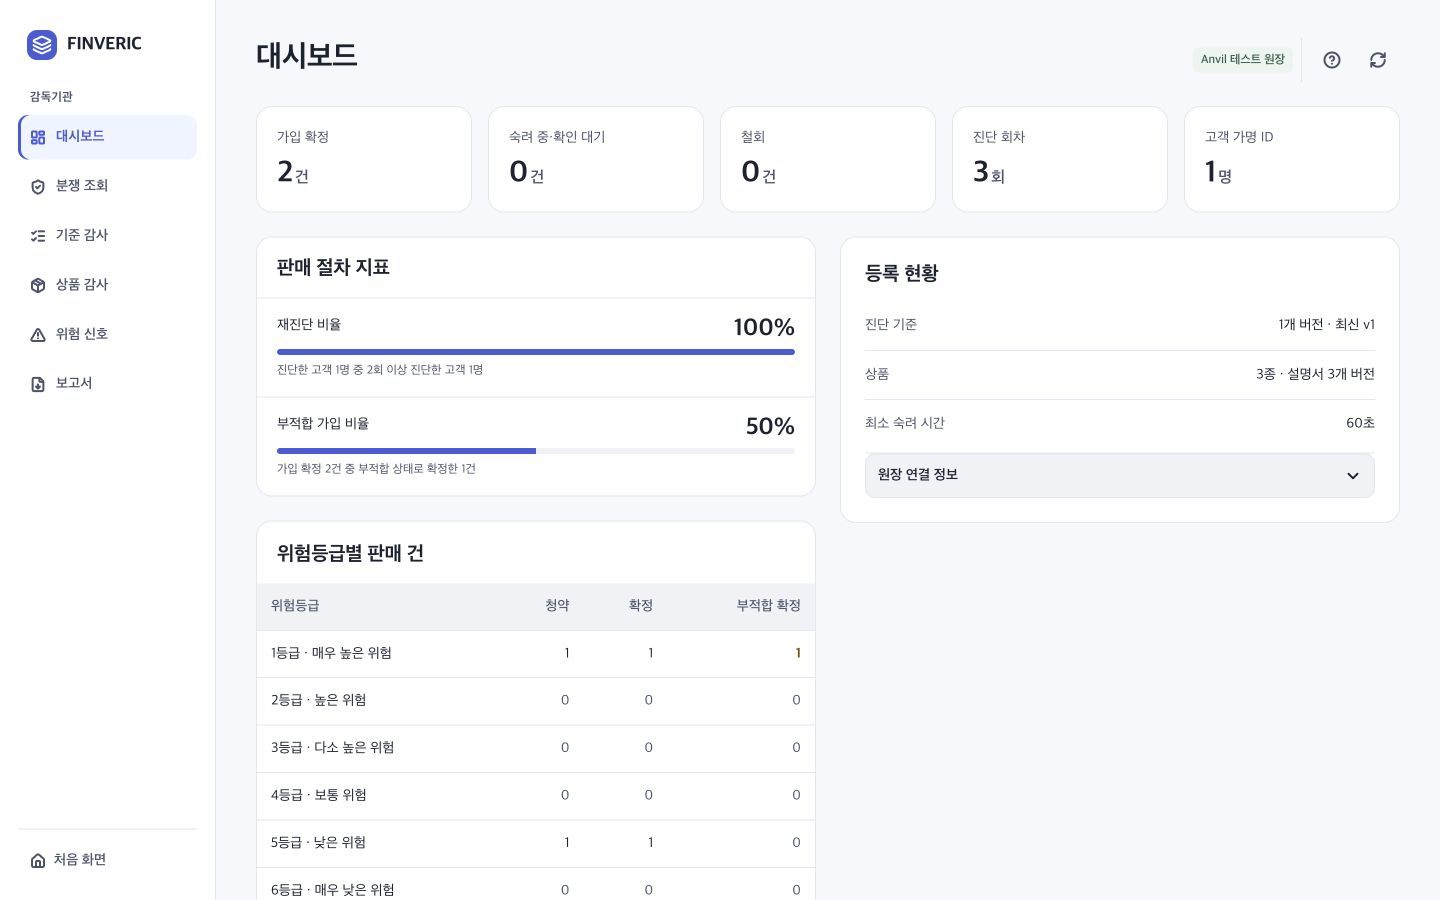 FINVERIC
감독기관
대시보드
분쟁 조회
기준 감사
상품 감사
위험 신호
보고서
처음 화면
대시보드
Anvil 테스트 원장
가입 확정
2건
숙려 중·확인 대기
0건
철회
0건
진단 회차
3회
고객 가명 ID
1명
판매 절차 지표
재진단 비율 100%
진단한 고객 1명 중 2회 이상 진단한 고객 1명
부적합 가입 비율 50%
가입 확정 2건 중 부적합 상태로 확정한 1건
위험등급별 판매 건
위험등급 청약 확정 부적합 확정
1등급 · 매우 높은 위험 1 1 1
2등급 · 높은 위험 0 0 0
3등급 · 다소 높은 위험 0 0 0
4등급 · 보통 위험 0 0 0
5등급 · 낮은 위험 1 1 0
6등급 · 매우 낮은 위험 0 0 0
등록 현황
진단 기준 1개 버전 · 최신 v1
상품 3종 · 설명서 3개 버전
최소 숙려 시간 60초
원장 연결 정보